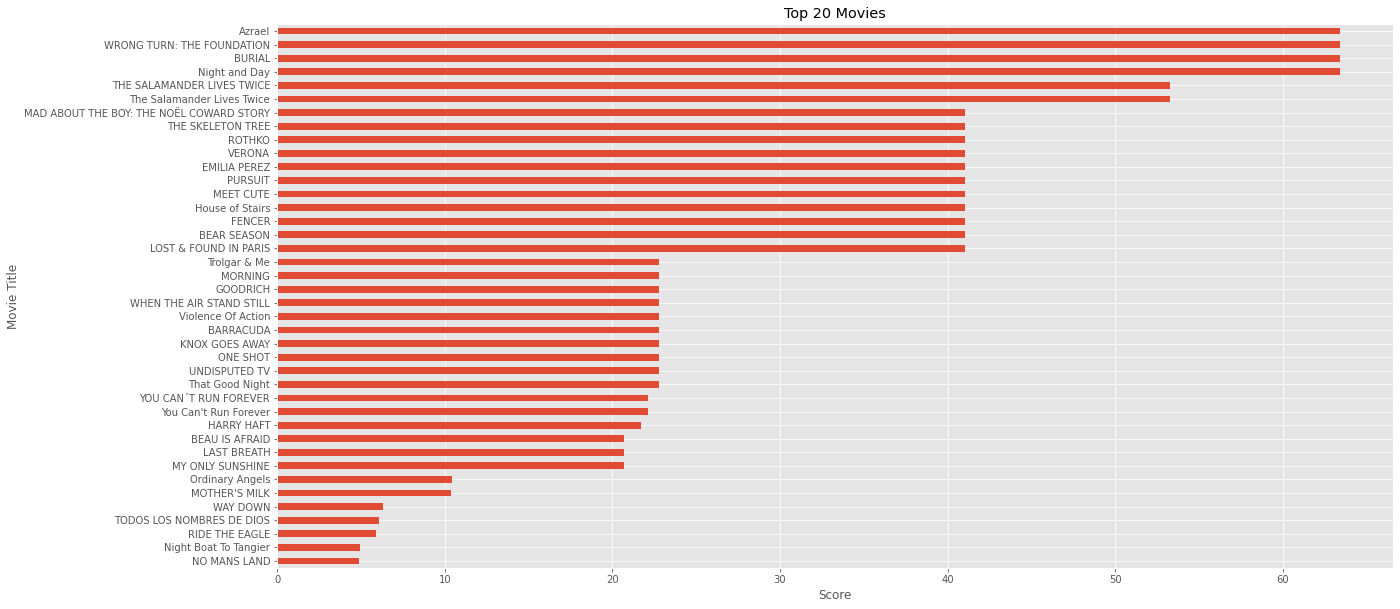 Top 20 Movies
Azrael
WRONG TURN: THE FOUNDATION
BURIAL
Night and Day
THE SALAMANDER LIVES TWICE
The Salamander Lives Twice
MAD ABOUT THE BOY: THE NOËL COWARD STORY
THE SKELETON TREE
ROTHKO
VERONA
EMILIA PEREZ
PURSUIT
MEET CUTE
House of Stairs
FENCER
BEAR SEASON
LOST & FOUND IN PARIS
Trolgar & Me
MORNING
GOODRICH
WHEN THE AIR STAND STILL
Violence Of Action
BARRACUDA
KNOX GOES AWAY
ONE SHOT
UNDISPUTED TV
That Good Night
YOU CAN´T RUN FOREVER
You Can't Run Forever
HARRY HAFT
BEAU IS AFRAID
LAST BREATH
MY ONLY SUNSHINE
Ordinary Angels
MOTHER'S MILK
WAY DOWN
TODOS LOS NOMBRES DE DIOS
RIDE THE EAGLE
Night Boat To Tangier
NO MANS LAND
Movie Title
0 10 20 30 40 50 60
Score